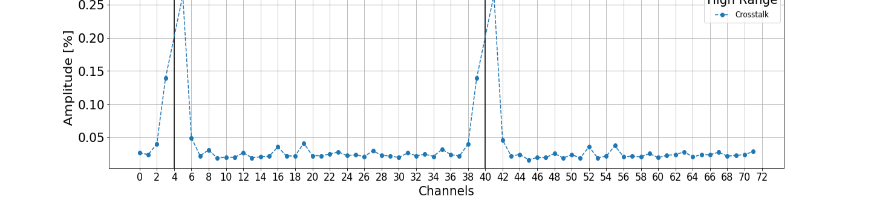 High Range
Crosstalk
0.25
0.20
0.15
0.10
0.05
Amplitude [%]
0 2 4 6 8 10 12 14 16 18 20 22 24 26 28 30 32 34 36 38 40 42 44 46 48 50 52 54 56 58 60 62 64 66 68 70 72
Channels